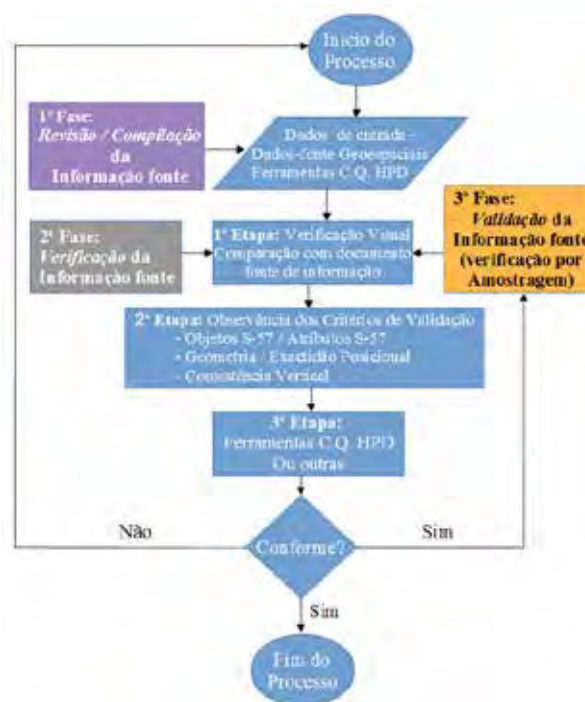 Início do
Processo
1ª Fase:
Revisão / Compilação
da
Informação fonte
Dados de entrada -
Dados-fonte Geoespaciais
Ferramentas C.Q. HPD
2ª Fase:
Verificação da
Informação fonte
1ª Etapa: Verificação Visual
Comparação com documento
fonte de informação
3ª Fase:
Validação da
Informação fonte
(verificação por
Amostragem)
2ª Etapa: Observância dos Critérios de Validação
- Objetos S-57 / Atributos S-57
- Geometria / Exactidão Posicional
- Consistência Vertical
3ª Etapa:
Ferramentas C.Q. HPD
Ou outras
Não
Conforme?
Sim
Sim
Fim do
Processo